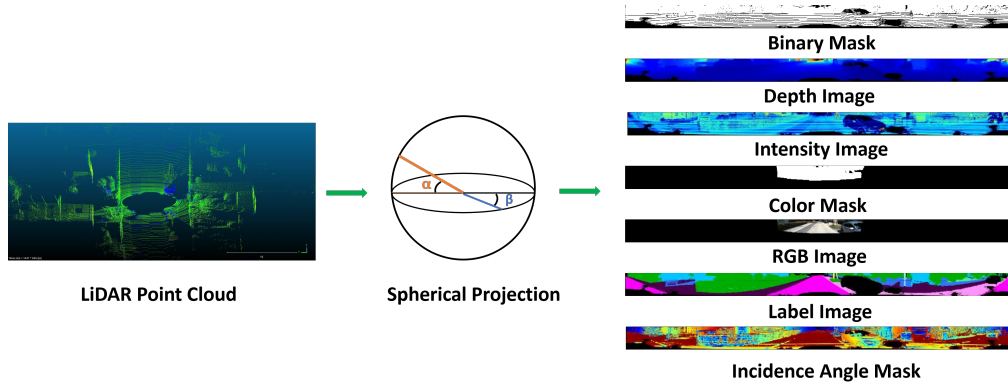 Binary Mask
Depth Image
Intensity Image
Color Mask
RGB Image
Label Image
Incidence Angle Mask
α
β
LiDAR Point Cloud
Spherical Projection